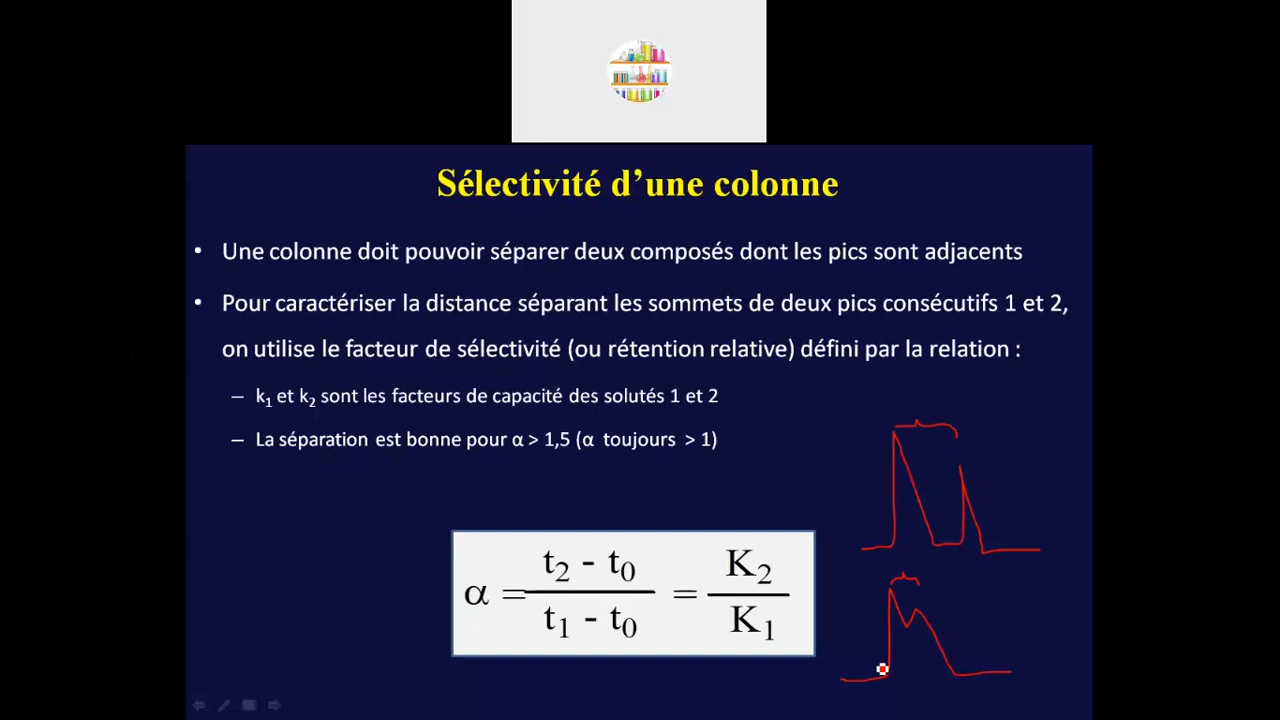 Sélectivité d’une colonne
• Une colonne doit pouvoir séparer deux composés dont les pics sont adjacents
• Pour caractériser la distance séparant les sommets de deux pics consécutifs 1 et 2,
on utilise le facteur de sélectivité (ou rétention relative) défini par la relation :
– k₁ et k₂ sont les facteurs de capacité des solutés 1 et 2
– La séparation est bonne pour α > 1,5 (α toujours > 1)
α = (t₂ - t₀) / (t₁ - t₀) = K₂ / K₁